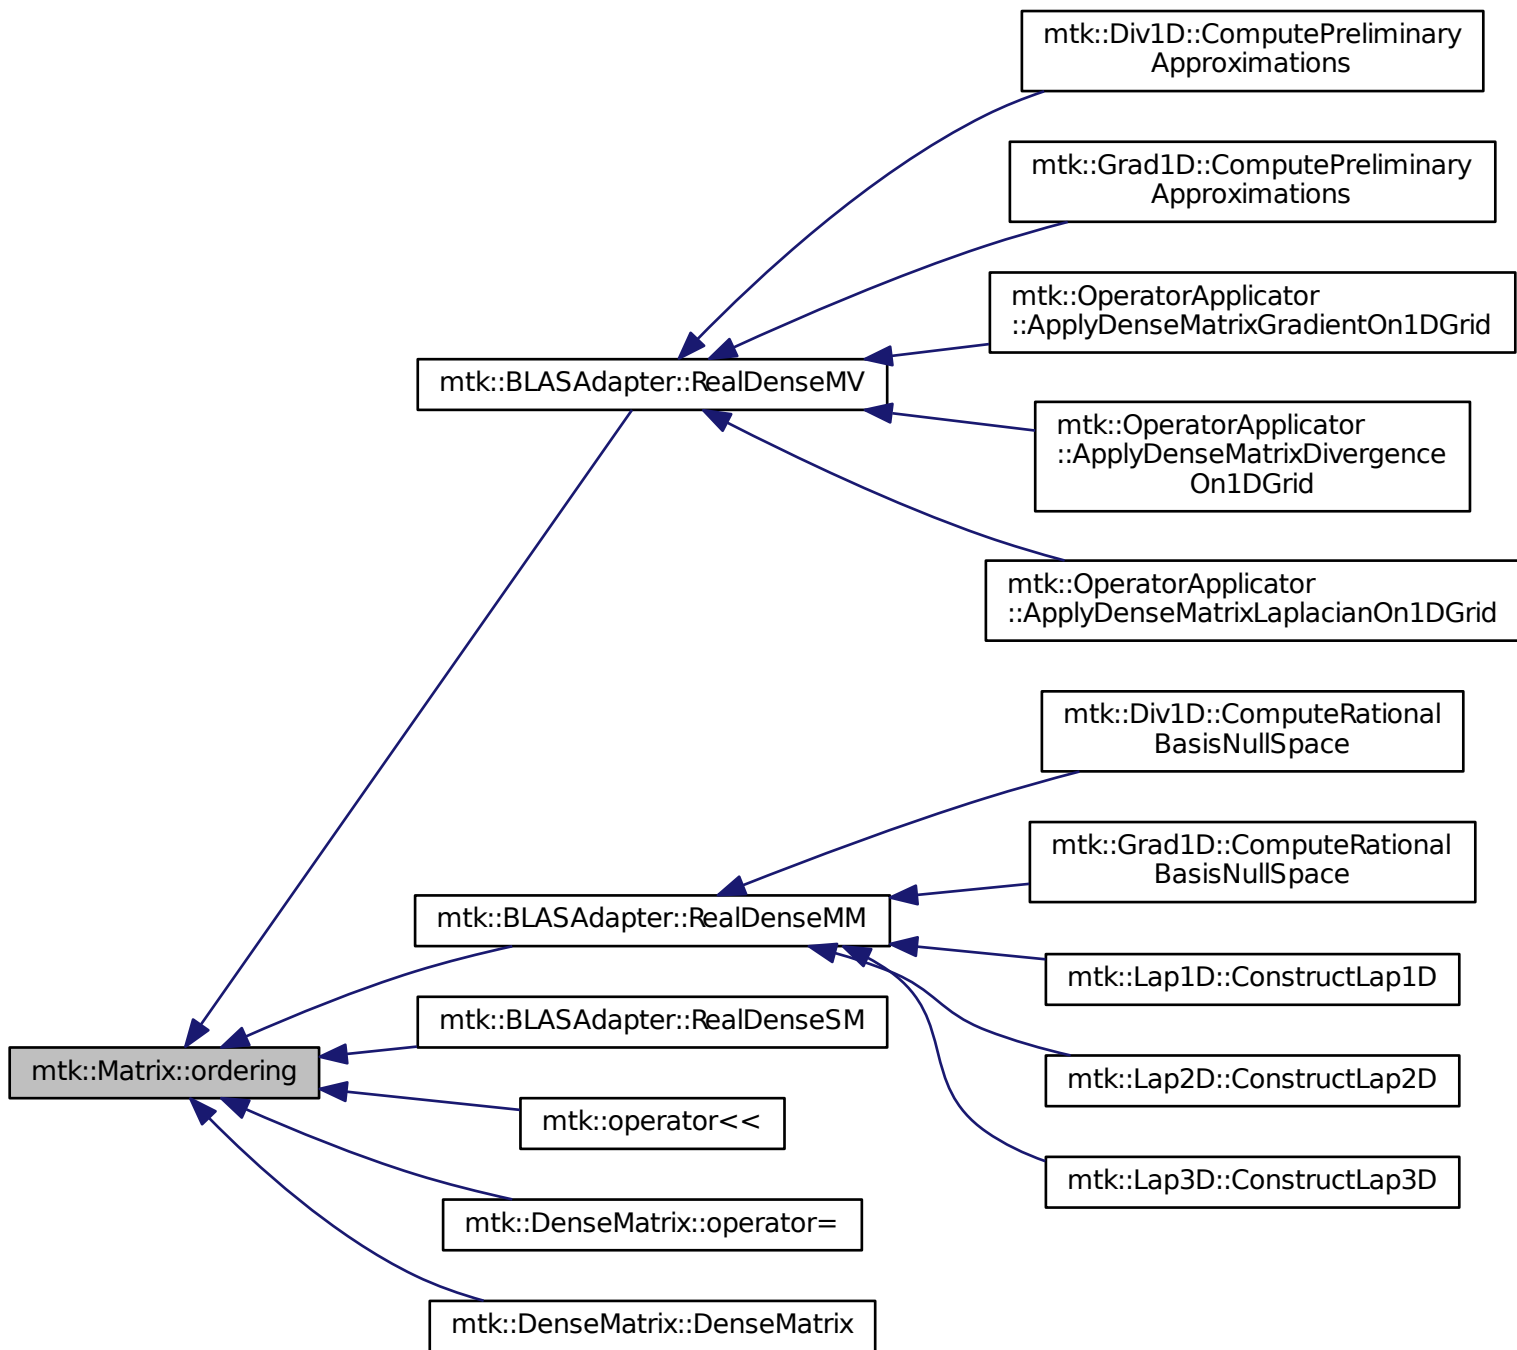 mtk::Div1D::ComputePreliminary
Approximations
mtk::Grad1D::ComputePreliminary
Approximations
mtk::OperatorApplicator
::ApplyDenseMatrixGradientOn1DGrid
mtk::BLASAdapter::RealDenseMV
mtk::OperatorApplicator
::ApplyDenseMatrixDivergence
On1DGrid
mtk::OperatorApplicator
::ApplyDenseMatrixLaplacianOn1DGrid
mtk::Div1D::ComputeRational
BasisNullSpace
mtk::Grad1D::ComputeRational
BasisNullSpace
mtk::BLASAdapter::RealDenseMM
mtk::Lap1D::ConstructLap1D
mtk::BLASAdapter::RealDenseSM
mtk::Matrix::ordering
mtk::Lap2D::ConstructLap2D
mtk::operator<<
mtk::Lap3D::ConstructLap3D
mtk::DenseMatrix::operator=
mtk::DenseMatrix::DenseMatrix